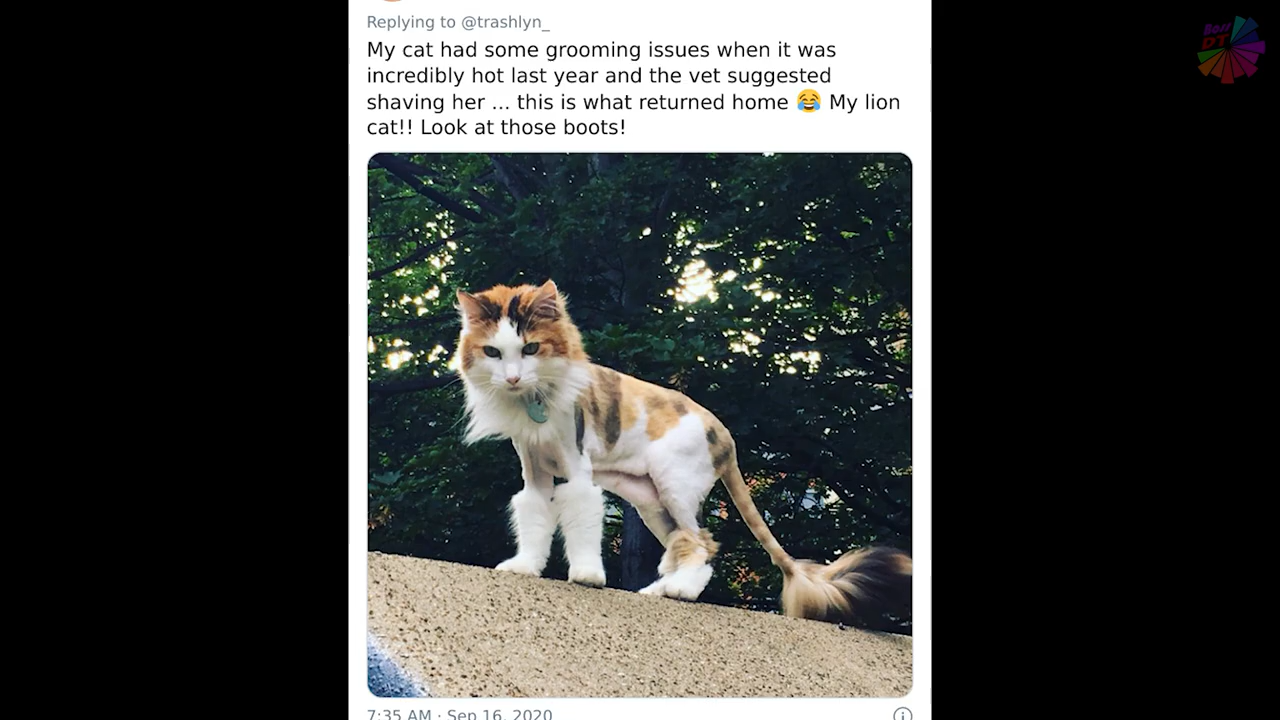 Boss
DT
Replying to @trashlyn_
My cat had some grooming issues when it was
incredibly hot last year and the vet suggested
shaving her ... this is what returned home 😂 My lion
cat!! Look at those boots!
7:35 AM · Sep 16, 2020